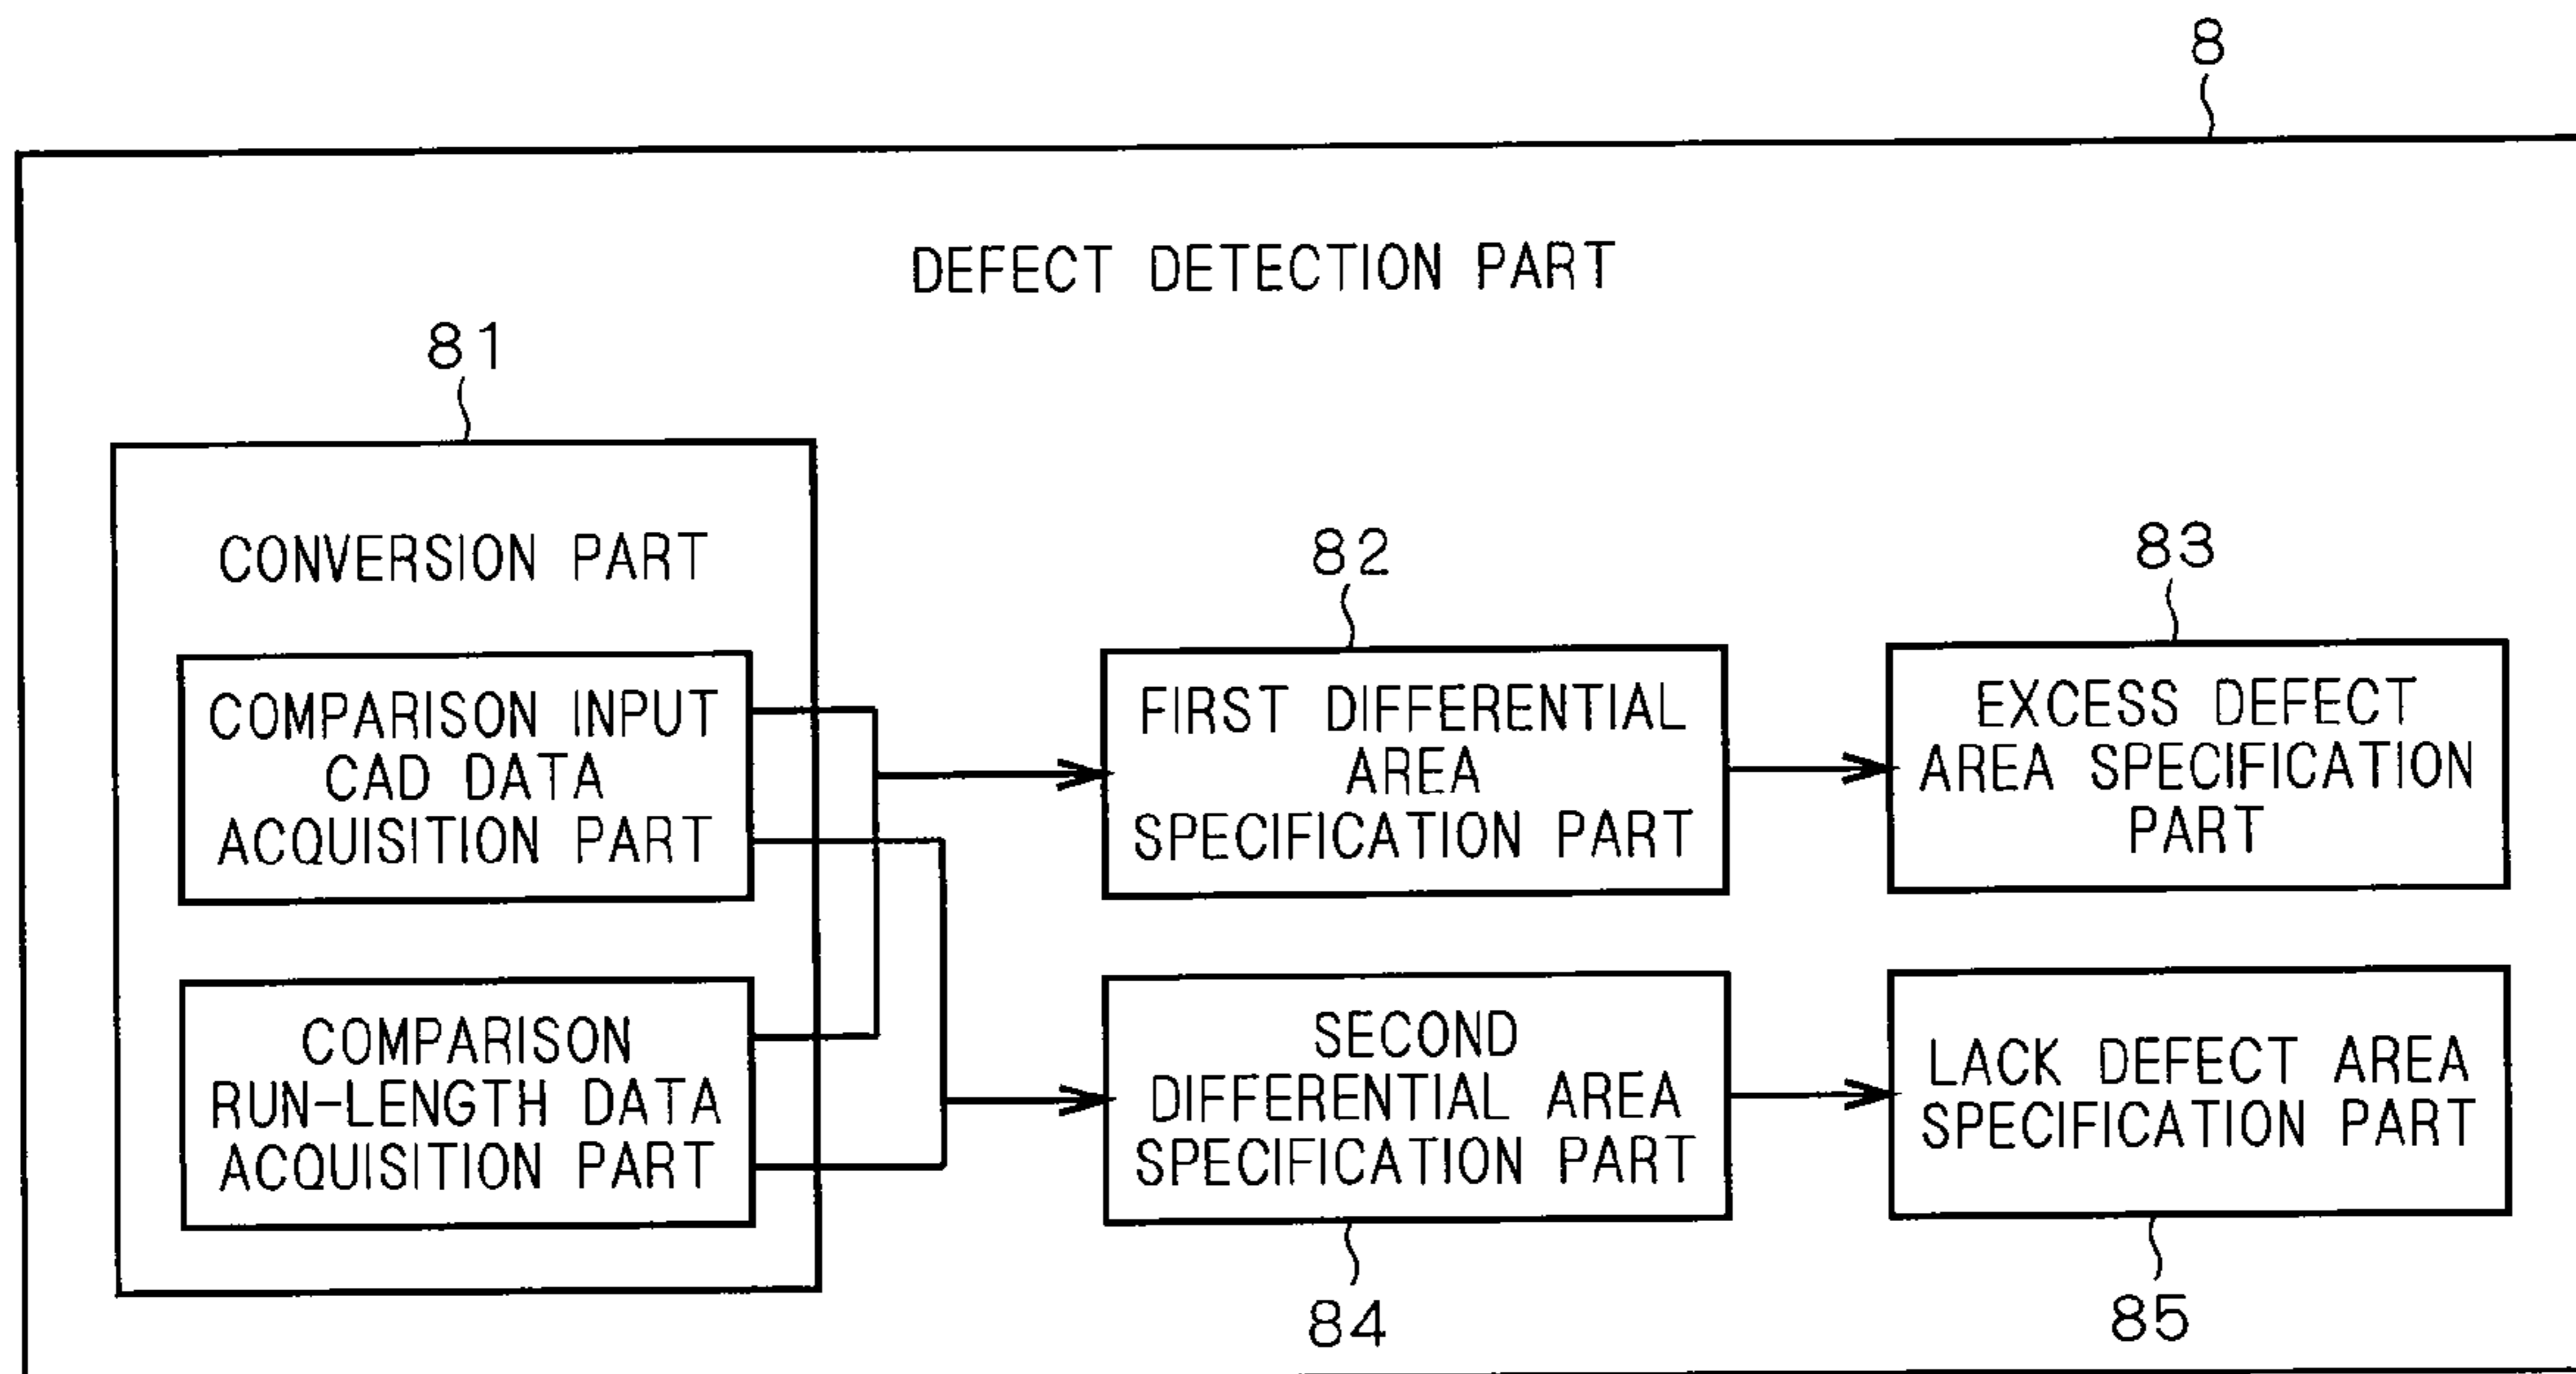 8
DEFECT DETECTION PART
81
CONVERSION PART
COMPARISON INPUT
CAD DATA
ACQUISITION PART
COMPARISON
RUN-LENGTH DATA
ACQUISITION PART
82
FIRST DIFFERENTIAL
AREA
SPECIFICATION PART
83
EXCESS DEFECT
AREA SPECIFICATION
PART
SECOND
DIFFERENTIAL AREA
SPECIFICATION PART
84
LACK DEFECT AREA
SPECIFICATION PART
85